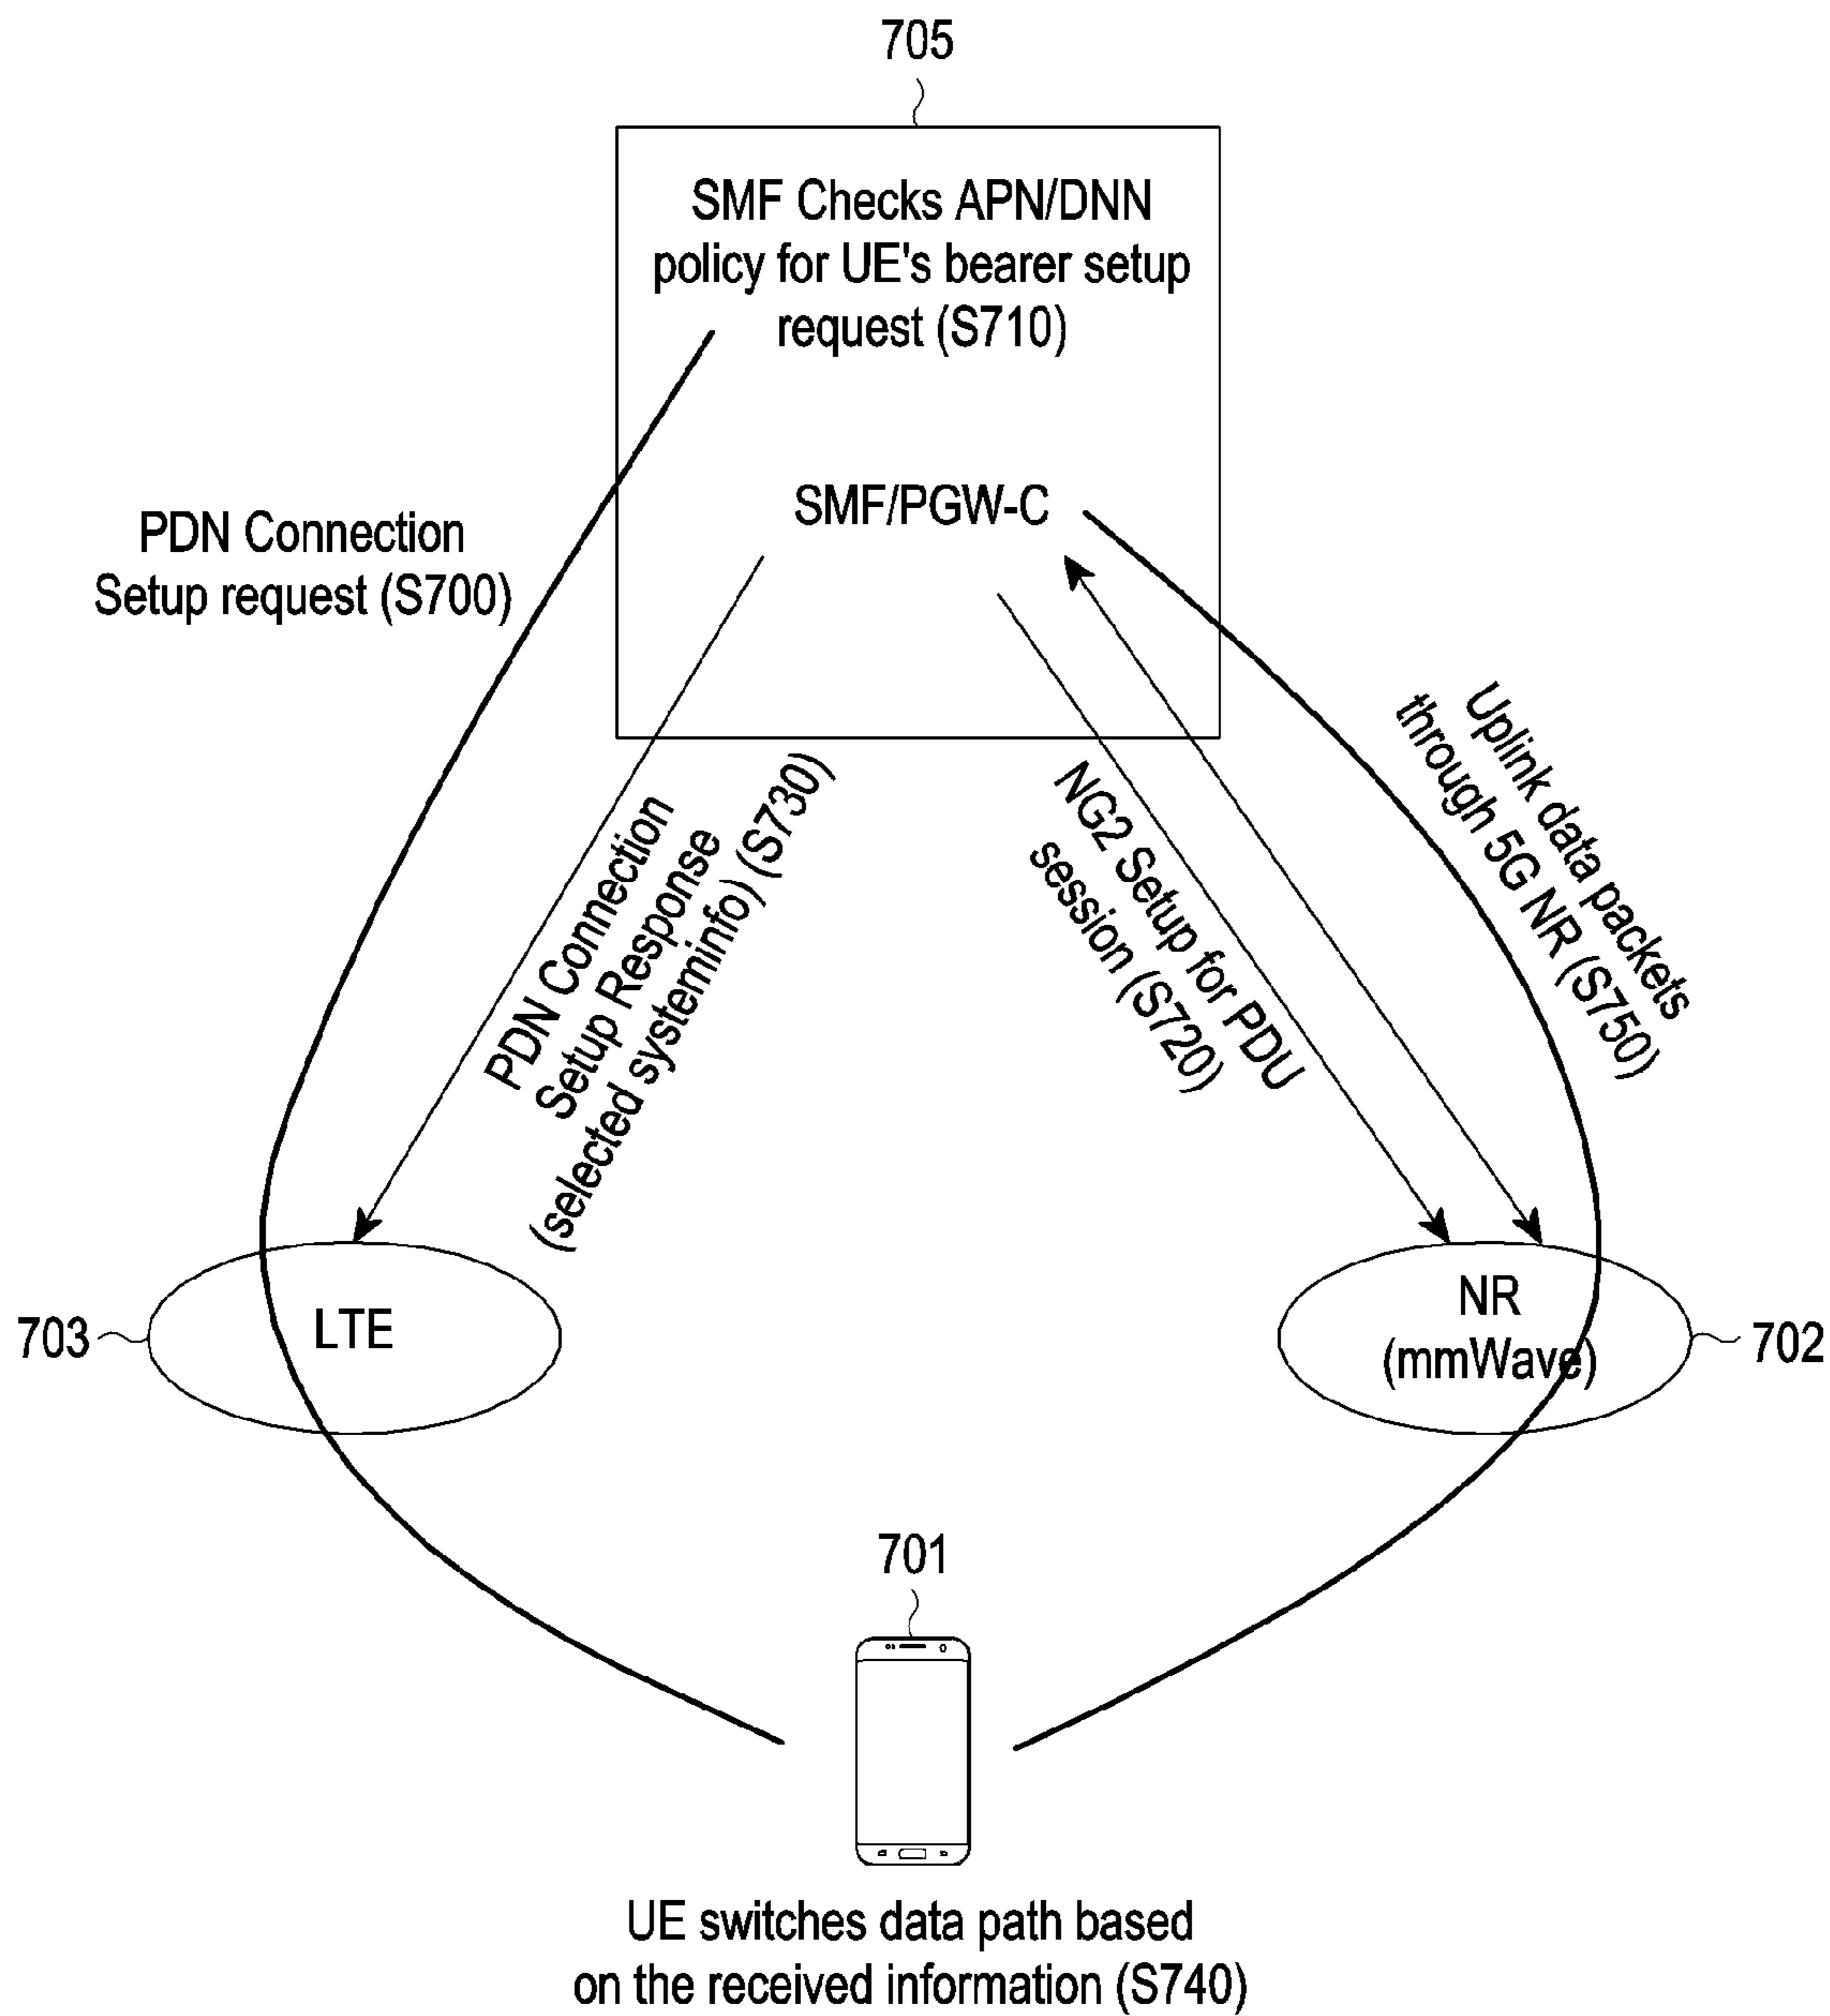 705
SMF Checks APN/DNN
policy for UE's bearer setup
request (S710)
SMF/PGW-C
PDN Connection
Setup request (S700)
PDN Connection
Setup Response
(selected systeminfo) (S730)
NG2 Setup for PDU
session (S720)
Uplink data packets
through 5G NR (S750)
703
LTE
NR
(mmWave)
702
701
UE switches data path based
on the received information (S740)